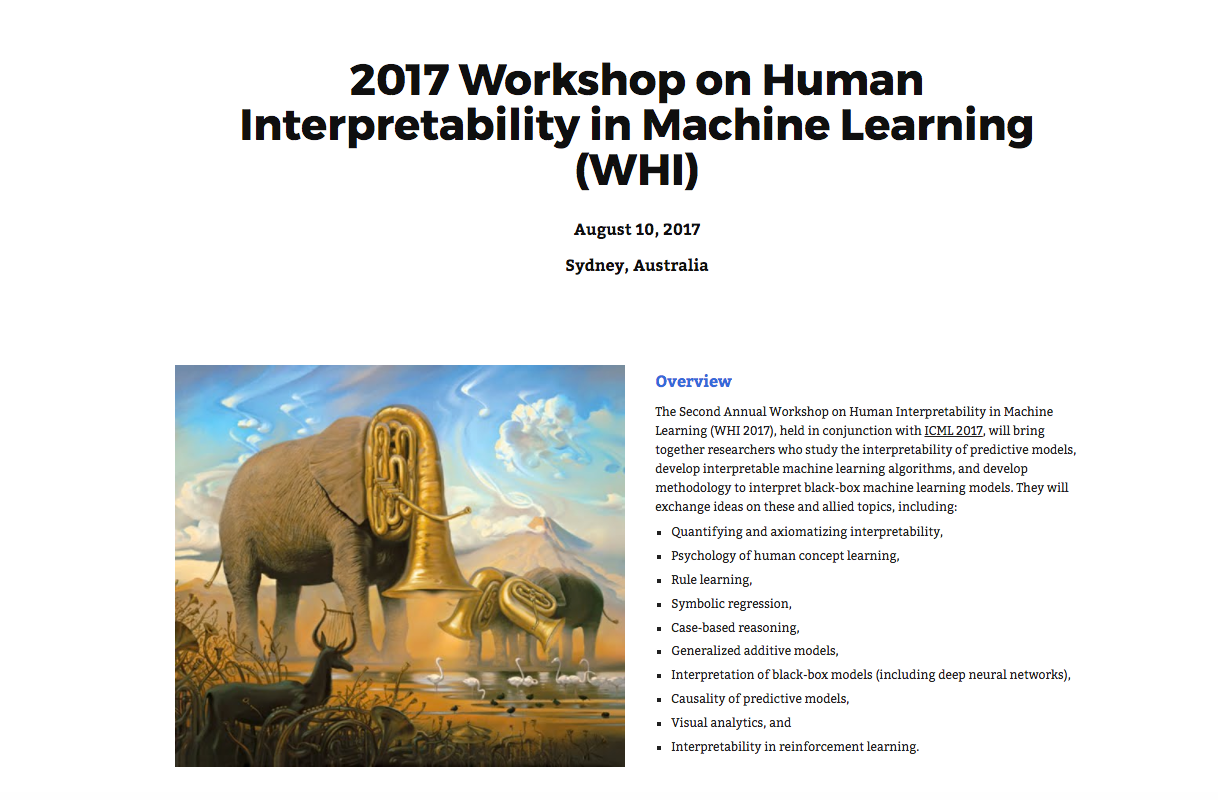 2017 Workshop on Human
Interpretability in Machine Learning
(WHI)
August 10, 2017
Sydney, Australia
Overview
The Second Annual Workshop on Human Interpretability in Machine
Learning (WHI 2017), held in conjunction with ICML 2017, will bring
together researchers who study the interpretability of predictive models,
develop interpretable machine learning algorithms, and develop
methodology to interpret black-box machine learning models. They will
exchange ideas on these and allied topics, including:
▪ Quantifying and axiomatizing interpretability,
▪ Psychology of human concept learning,
▪ Rule learning,
▪ Symbolic regression,
▪ Case-based reasoning,
▪ Generalized additive models,
▪ Interpretation of black-box models (including deep neural networks),
▪ Causality of predictive models,
▪ Visual analytics, and
▪ Interpretability in reinforcement learning.